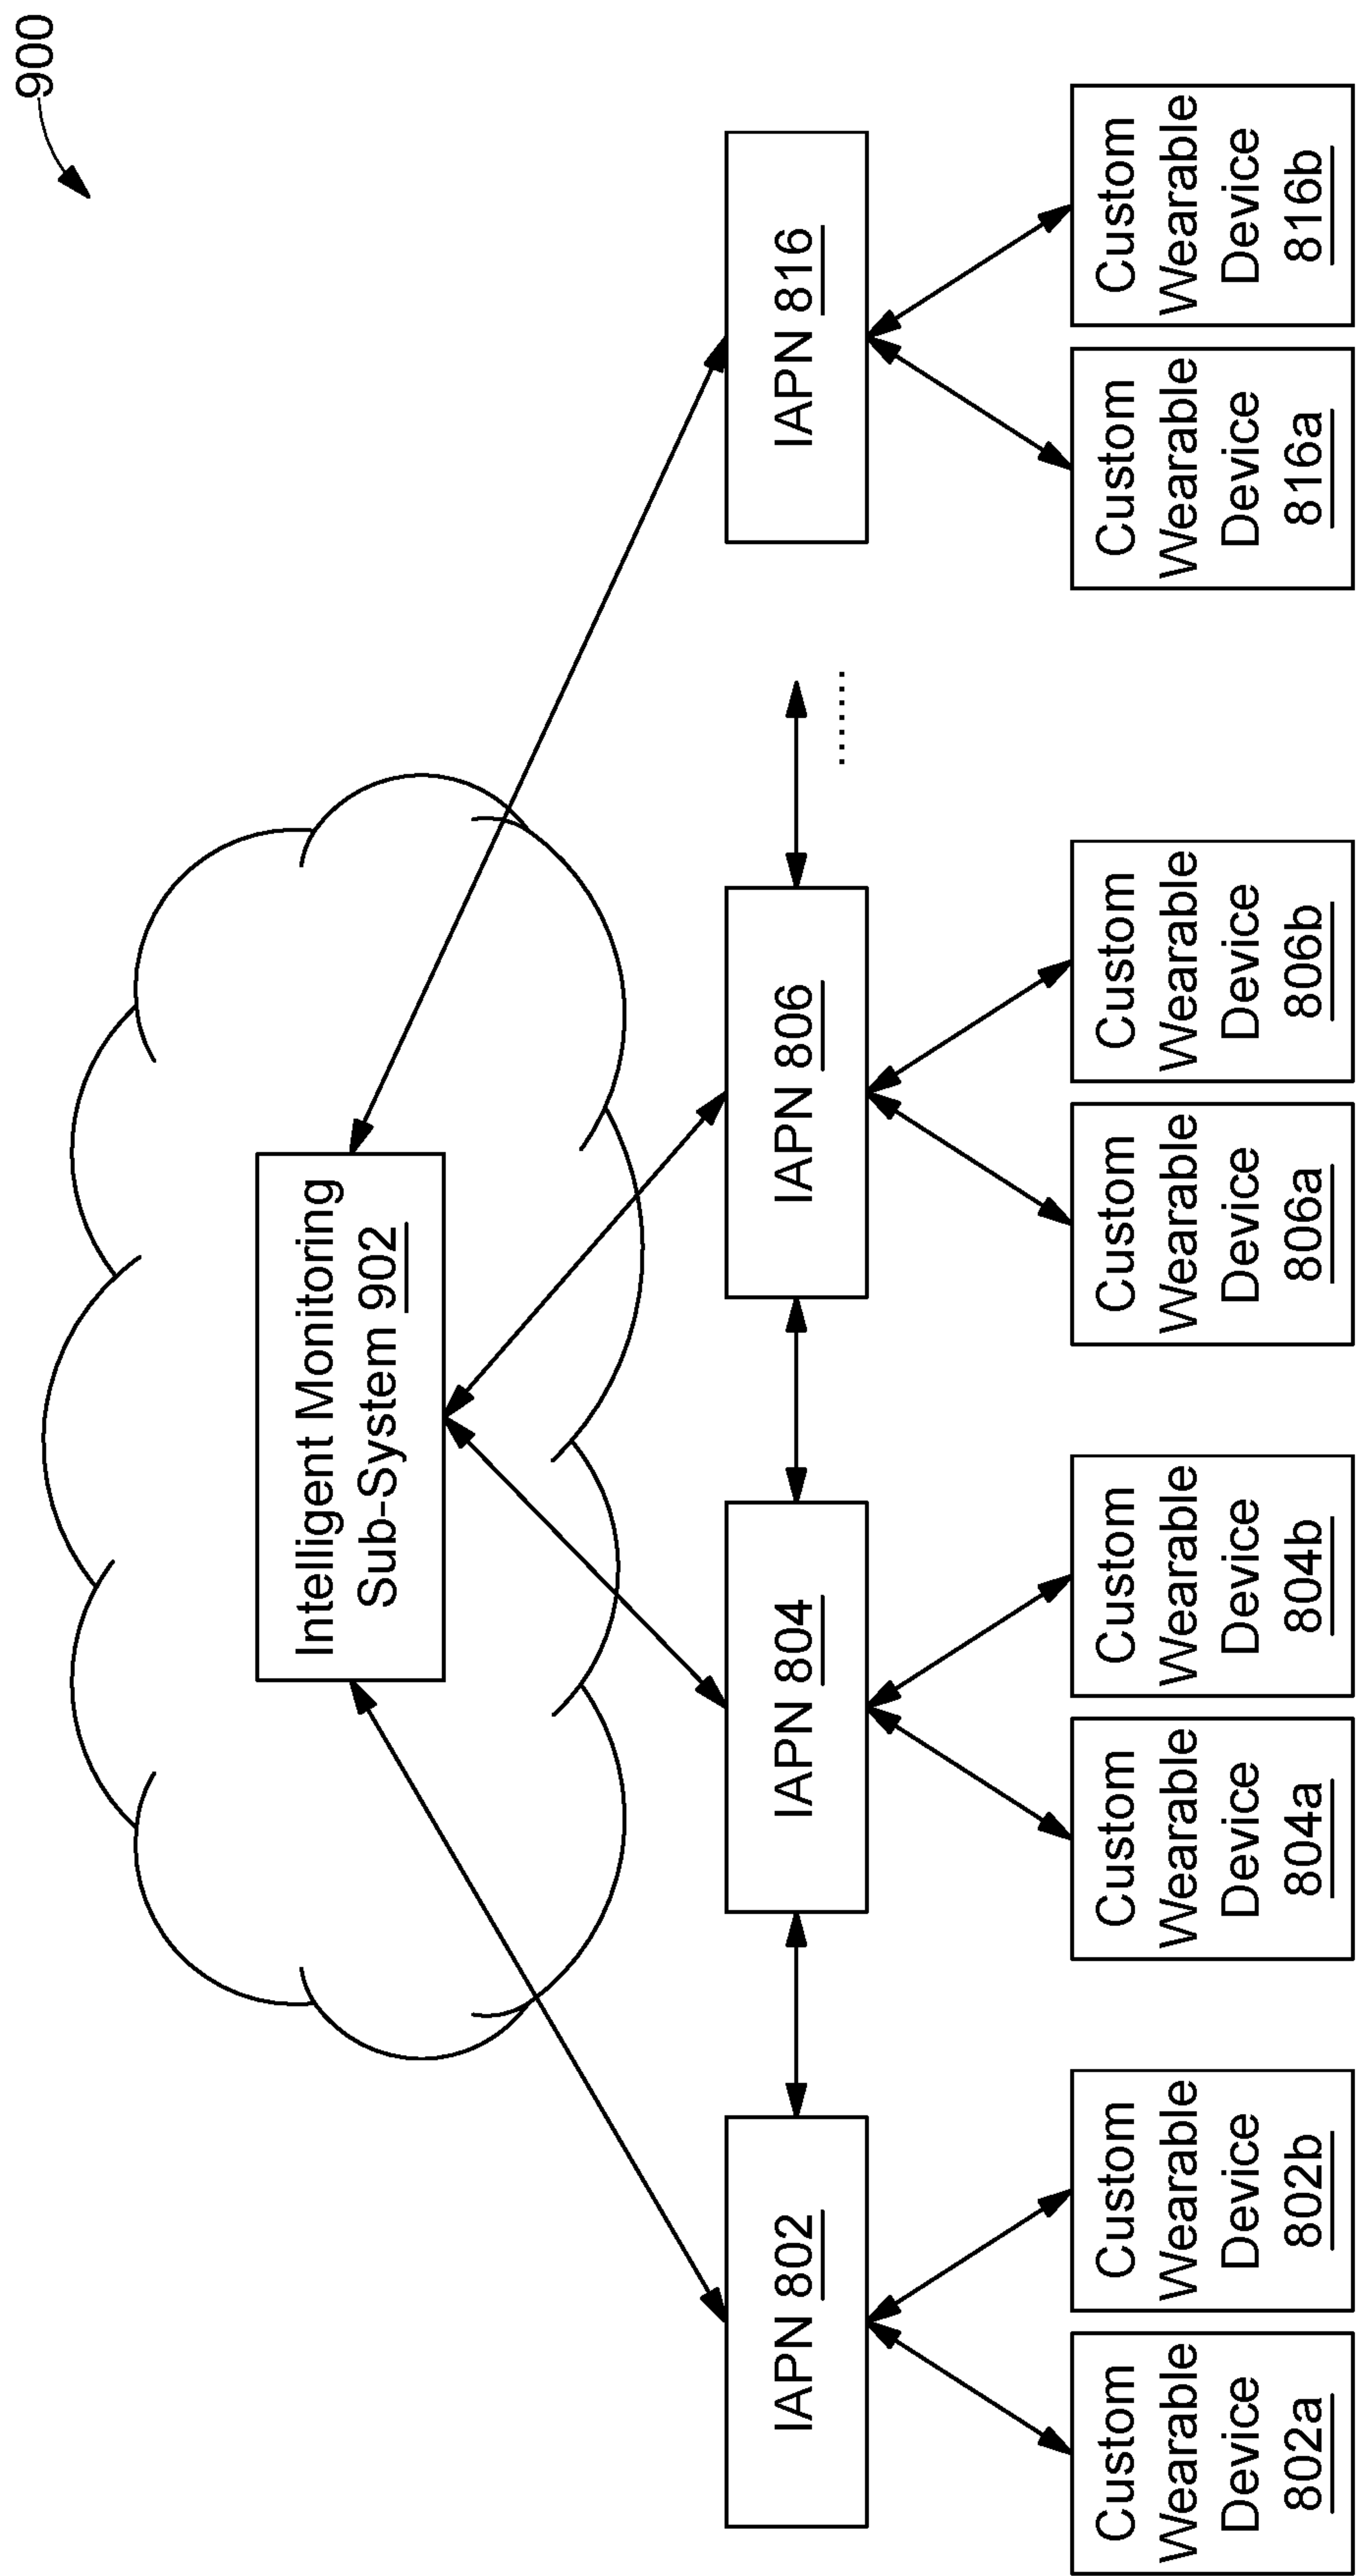 900
Intelligent Monitoring
Sub-System 902
IAPN 802
IAPN 804
IAPN 806
.......
IAPN 816
Custom
Wearable
Device
802a
Custom
Wearable
Device
802b
Custom
Wearable
Device
804a
Custom
Wearable
Device
804b
Custom
Wearable
Device
806a
Custom
Wearable
Device
806b
Custom
Wearable
Device
816a
Custom
Wearable
Device
816b